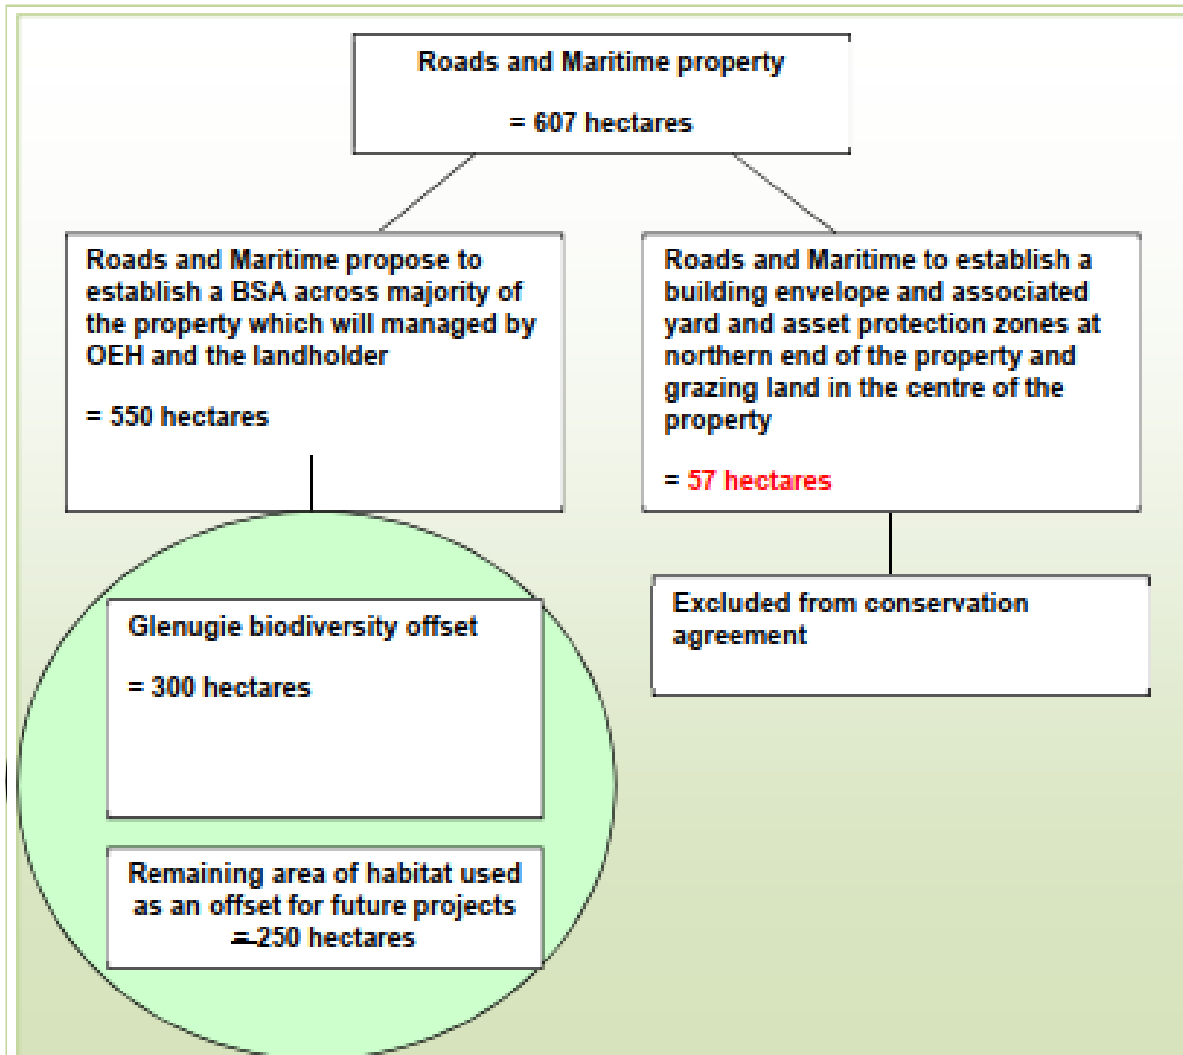 Roads and Maritime property
= 607 hectares
Roads and Maritime propose to
establish a BSA across majority of
the property which will managed by
OEH and the landholder
= 550 hectares
Roads and Maritime to establish a
building envelope and associated
yard and asset protection zones at
northern end of the property and
grazing land in the centre of the
property
= 57 hectares
Glenugie biodiversity offset
= 300 hectares
Excluded from conservation
agreement
Remaining area of habitat used
as an offset for future projects
= 250 hectares